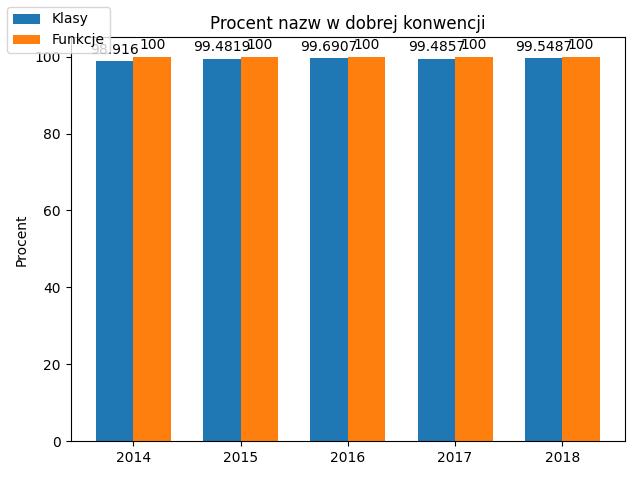 Procent nazw w dobrej konwencji
Klasy
Funkcje
98.916 100 99.4819 100 99.6907 100 99.4857 100 99.5487 100
100
80
60
40
20
0
Procent
2014 2015 2016 2017 2018